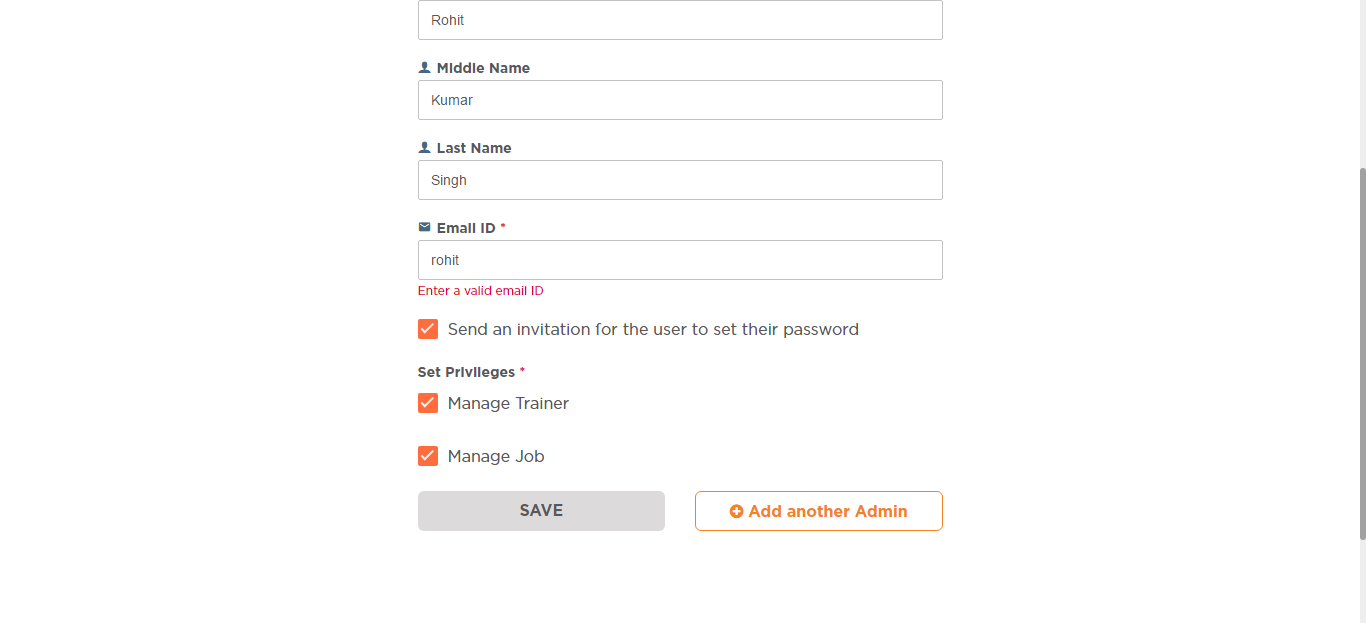 Rohit
Middle Name
Kumar
Last Name
Singh
Email ID *
rohit
Enter a valid email ID
Send an invitation for the user to set their password
Set Privileges *
Manage Trainer
Manage Job
SAVE
Add another Admin